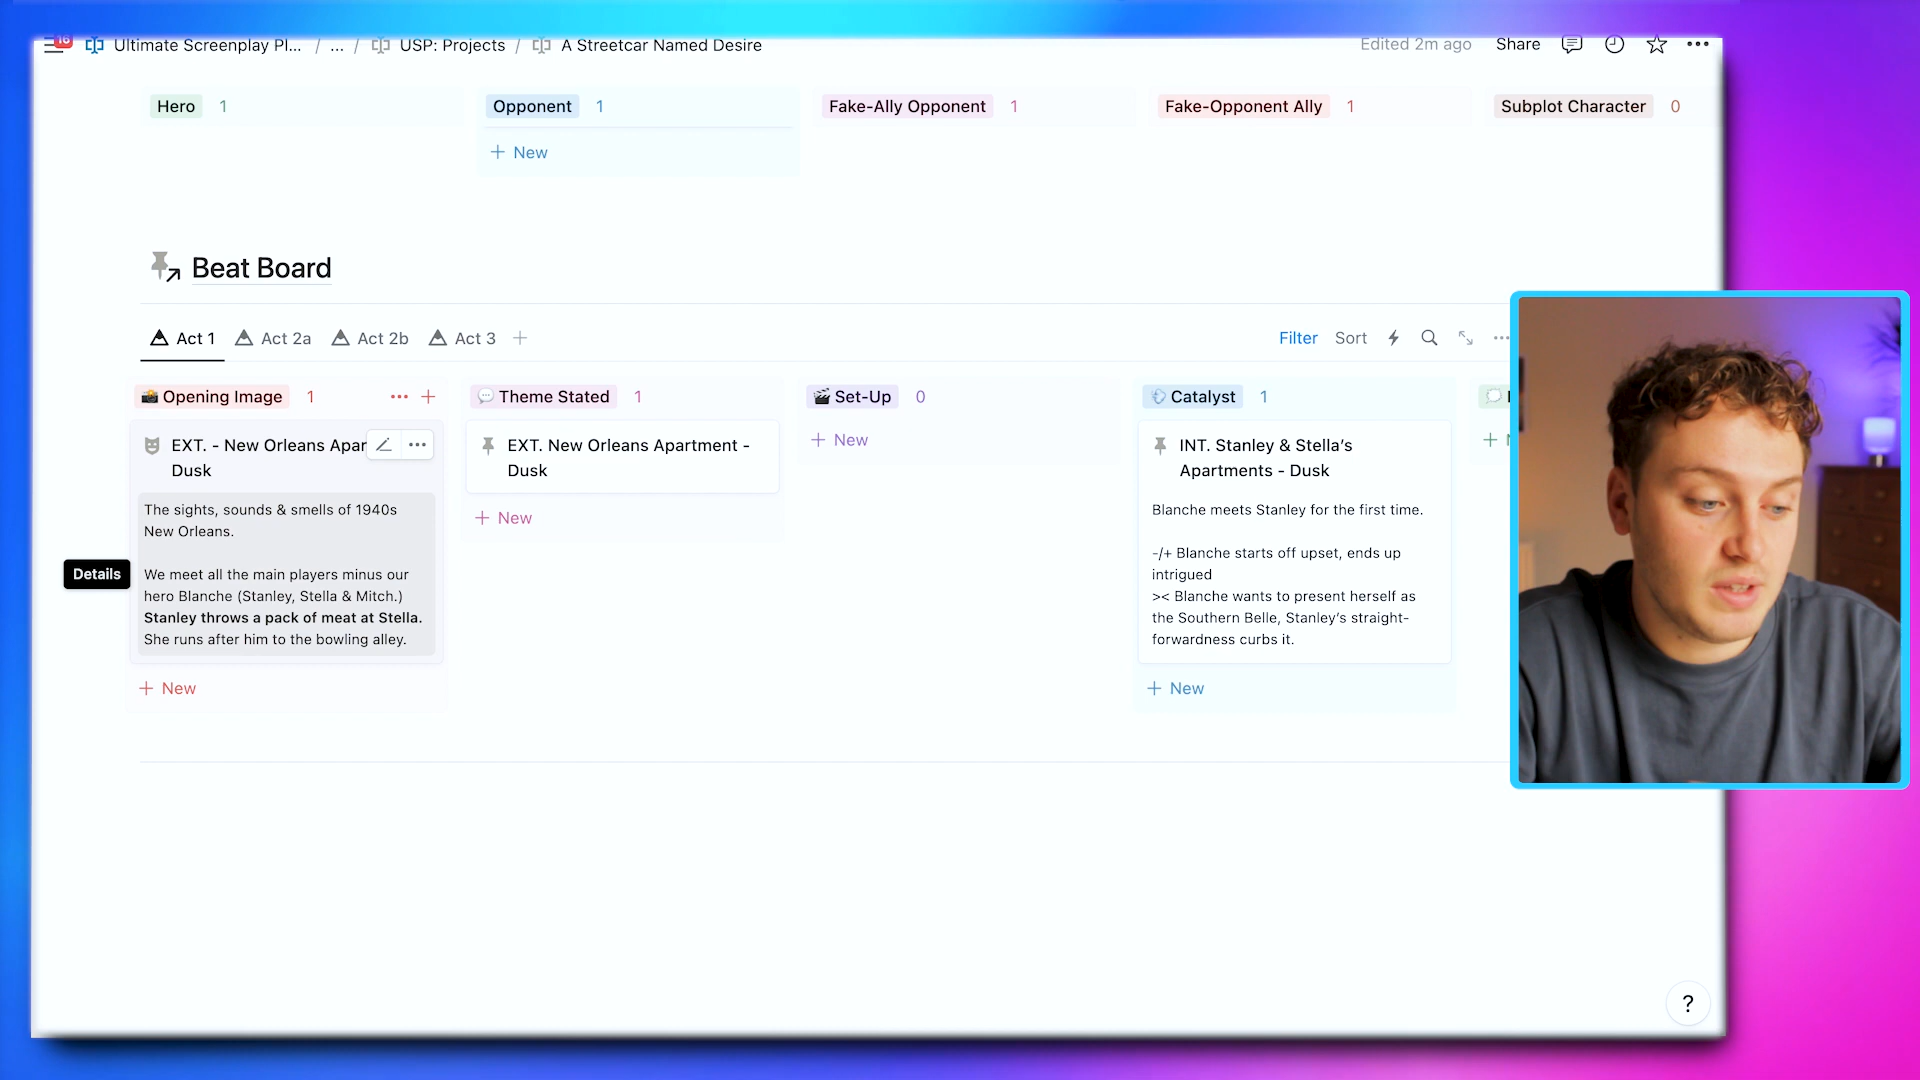 16 Ultimate Screenplay Pl... / ... / USP: Projects / A Streetcar Named Desire Edited 2m ago Share
Hero 1 Opponent 1 Fake-Ally Opponent 1 Fake-Opponent Ally 1 Subplot Character 0
+ New
Beat Board
Act 1 Act 2a Act 2b Act 3 + Filter Sort
Opening Image 1 ... + Theme Stated 1 Set-Up 0 Catalyst 1
EXT. - New Orleans Apar
Dusk
The sights, sounds & smells of 1940s
New Orleans.
We meet all the main players minus our
hero Blanche (Stanley, Stella & Mitch.)
Stanley throws a pack of meat at Stella.
She runs after him to the bowling alley.
+ New
Details
EXT. New Orleans Apartment -
Dusk
+ New
+ New
INT. Stanley & Stella’s
Apartments - Dusk
Blanche meets Stanley for the first time.
-/+ Blanche starts off upset, ends up
intrigued
>< Blanche wants to present herself as
the Southern Belle, Stanley’s straight-
forwardness curbs it.
+ New
?